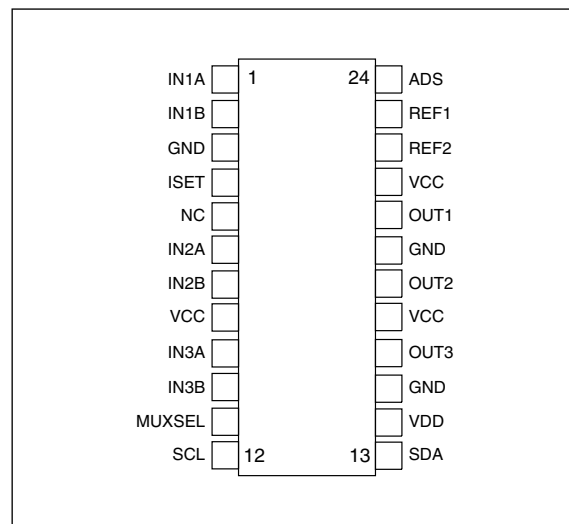 IN1A 1 24 ADS
IN1B REF1
GND REF2
ISET VCC
NC OUT1
IN2A GND
IN2B OUT2
VCC VCC
IN3A OUT3
IN3B GND
MUXSEL VDD
SCL 12 13 SDA